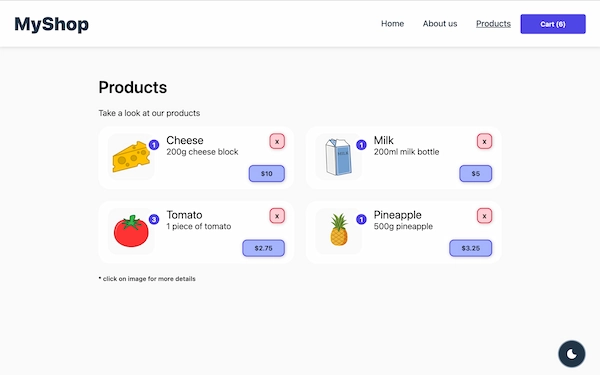 MyShop
Home About us Products Cart (6)
Products
Take a look at our products
1 Cheese x
200g cheese block
$10
MILK
1 Milk x
200ml milk bottle
$5
3 Tomato x
1 piece of tomato
$2.75
1 Pineapple x
500g pineapple
$3.25
* click on image for more details